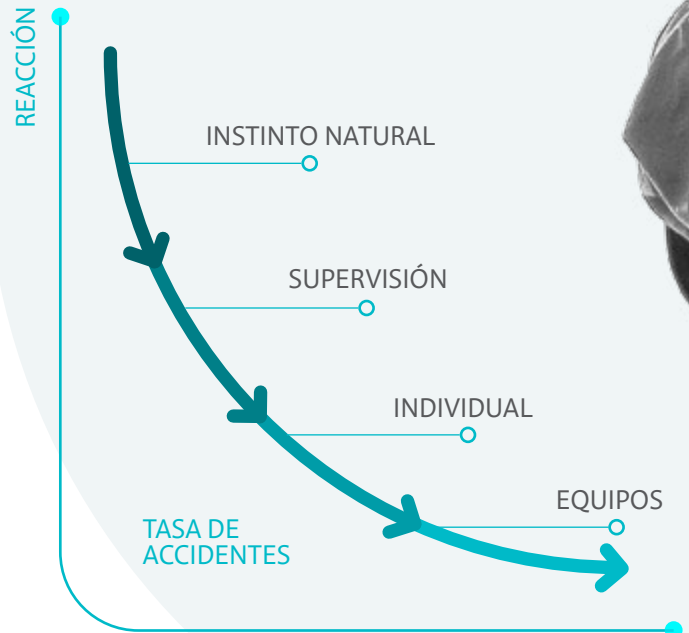 REACCIÓN
INSTINTO NATURAL
SUPERVISIÓN
INDIVIDUAL
EQUIPOS
TASA DE
ACCIDENTES